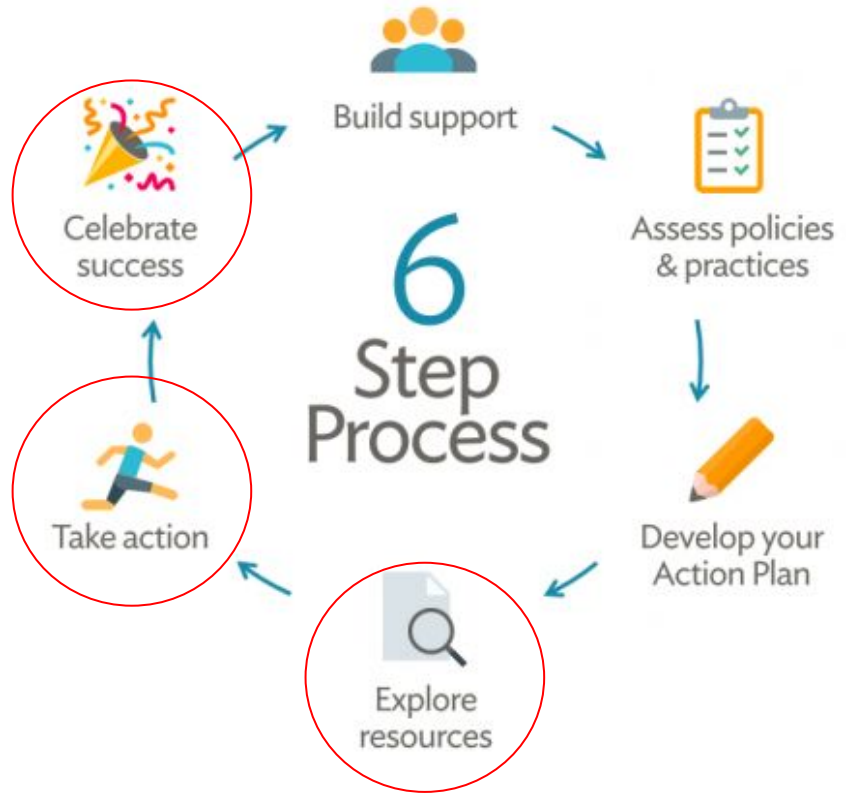 Build support
Assess policies
& practices
Develop your
Action Plan
Explore
resources
Take action
Celebrate
success
6
Step
Process